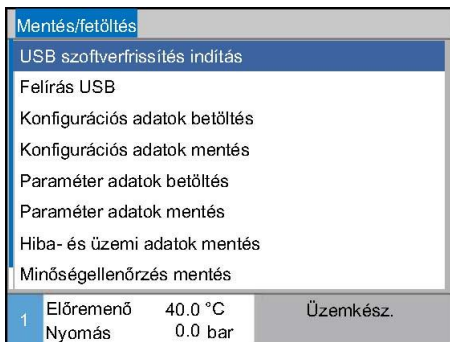 Mentés/fetöltés
USB szoftverfrissítés indítás
Felírás USB
Konfigurációs adatok betöltés
Konfigurációs adatok mentés
Paraméter adatok betöltés
Paraméter adatok mentés
Hiba- és üzemi adatok mentés
Minőségellenőrzés mentés
1 Előremenő 40.0 °C Üzemkész.
Nyomás 0.0 bar